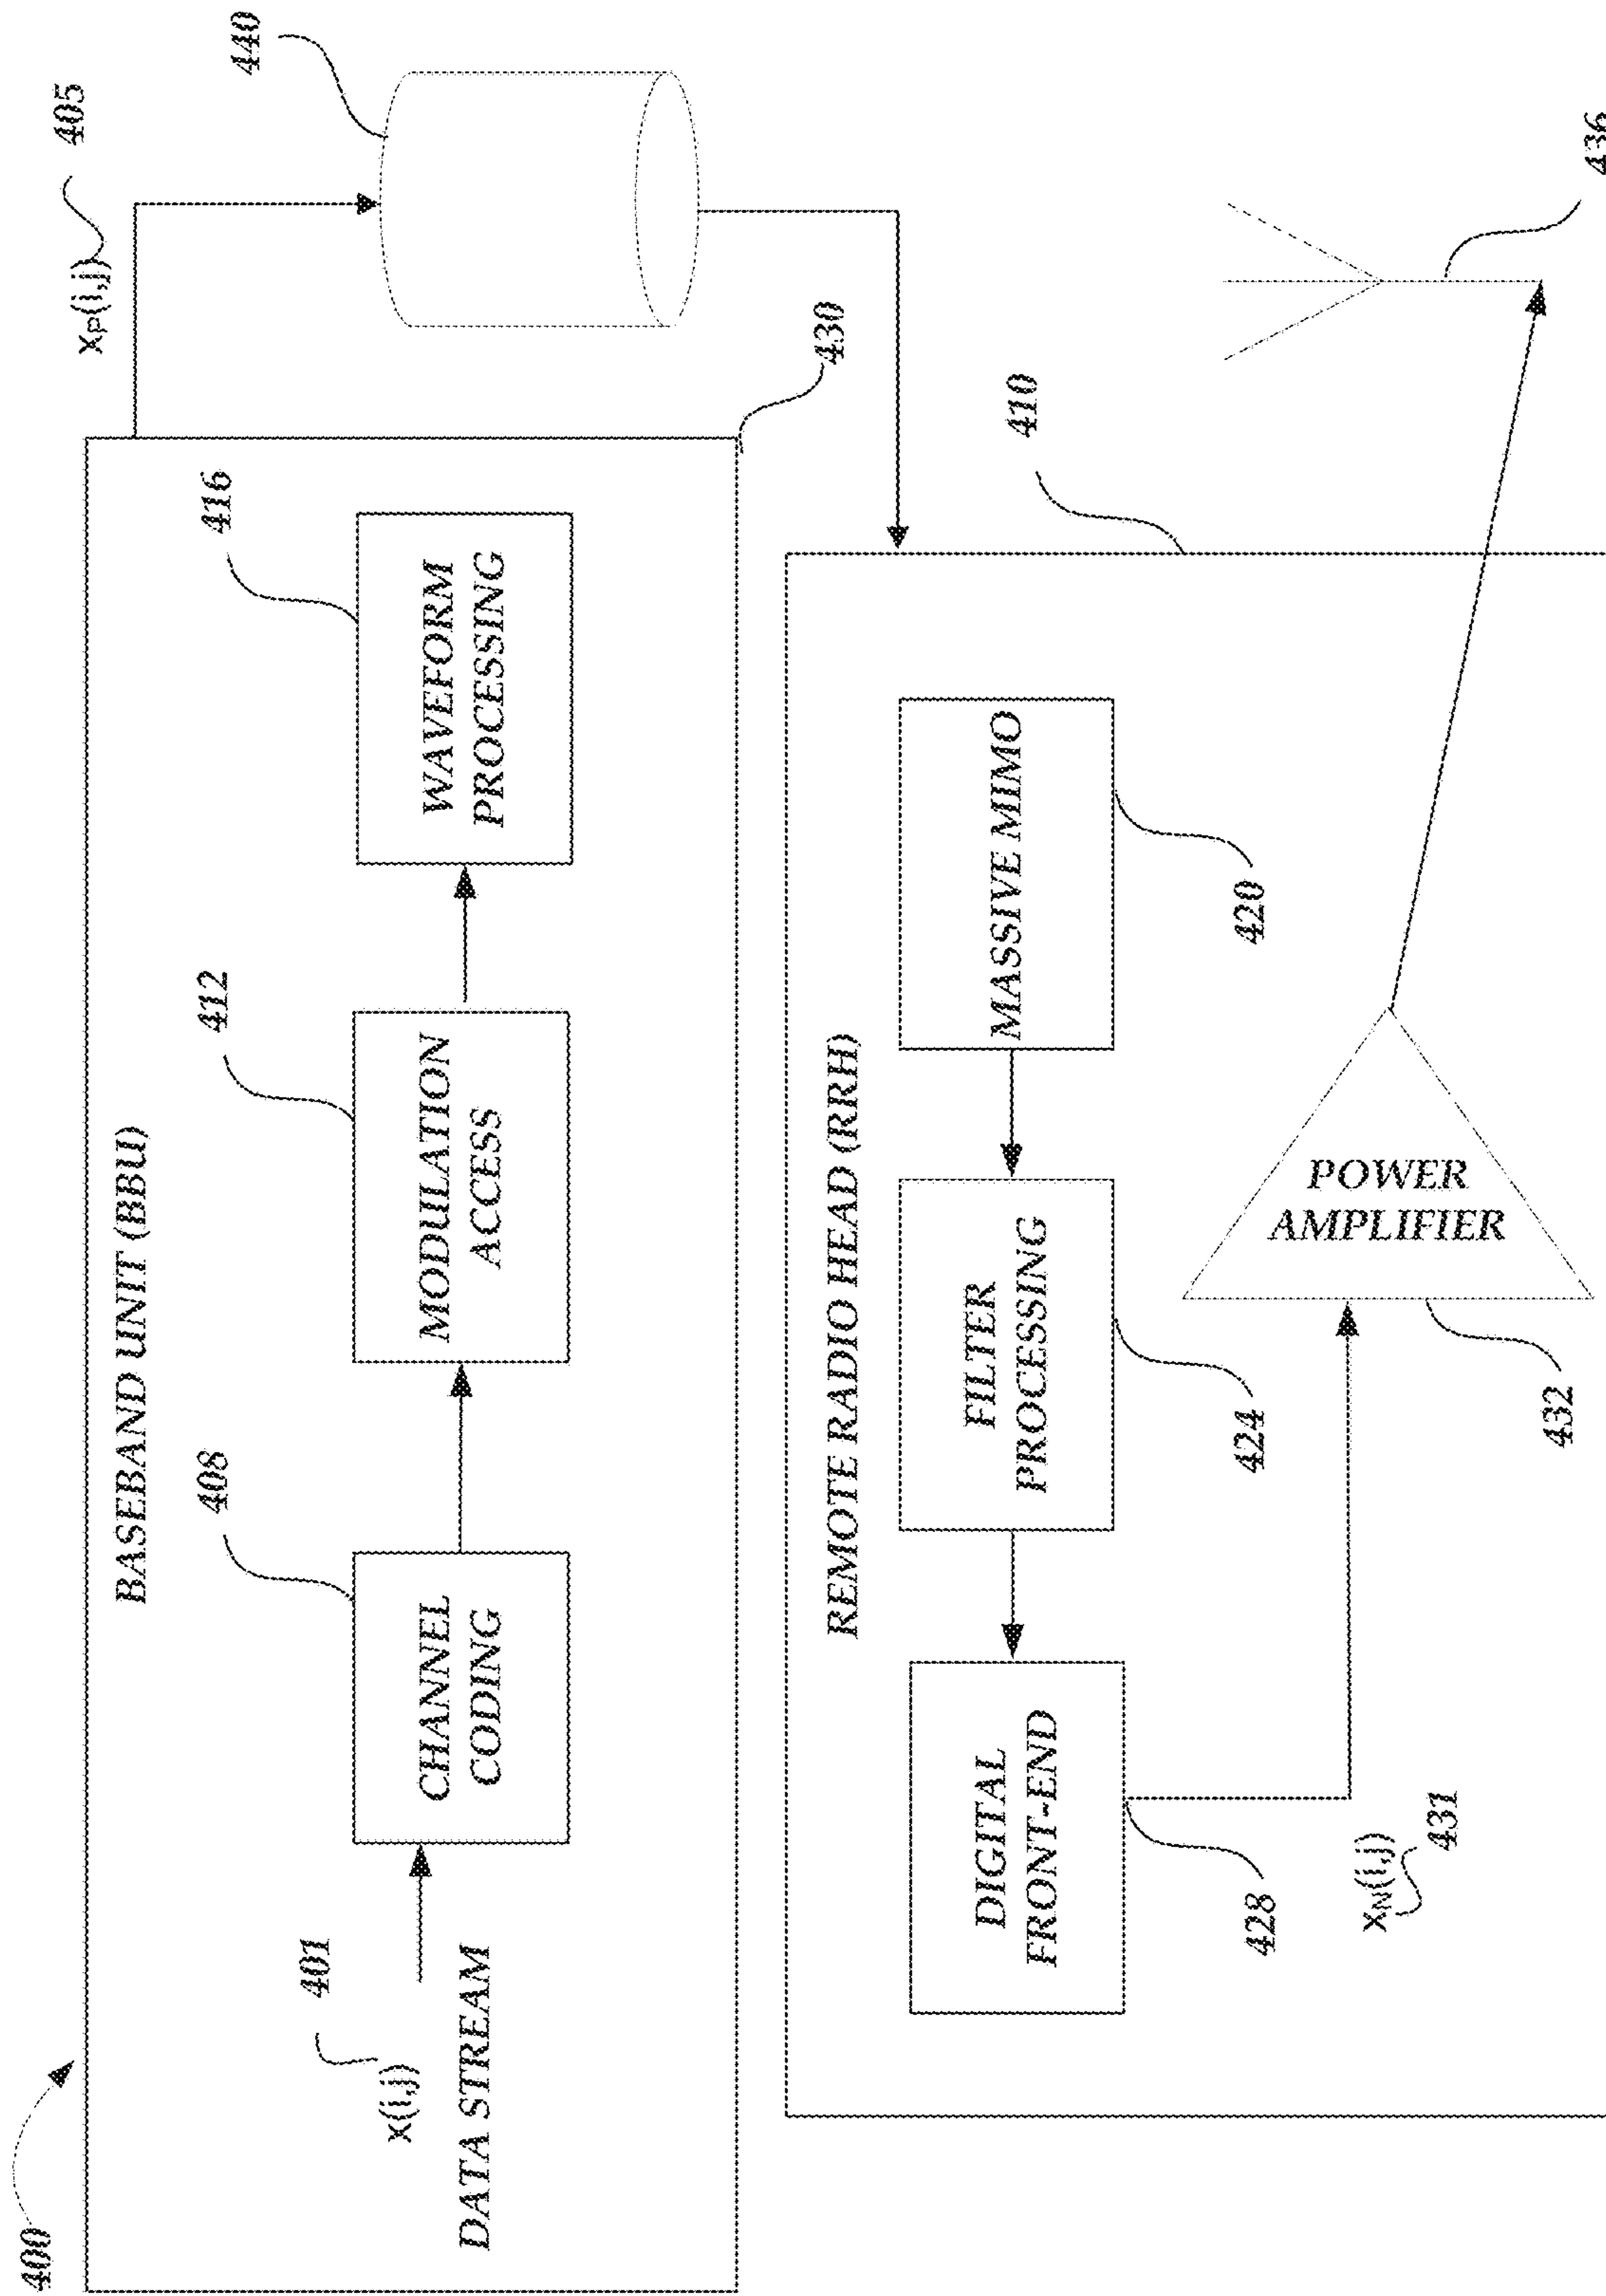 400
BASEBAND UNIT (BBU)
x(i,j)
401
DATA STREAM
CHANNEL
CODING
408
MODULATION
ACCESS
412
WAVEFORM
PROCESSING
416
430
xP(i,j)
405
440
REMOTE RADIO HEAD (RRH)
410
MASSIVE MIMO
420
FILTER
PROCESSING
424
DIGITAL
FRONT-END
428
xN(i,j)
431
POWER
AMPLIFIER
432
436